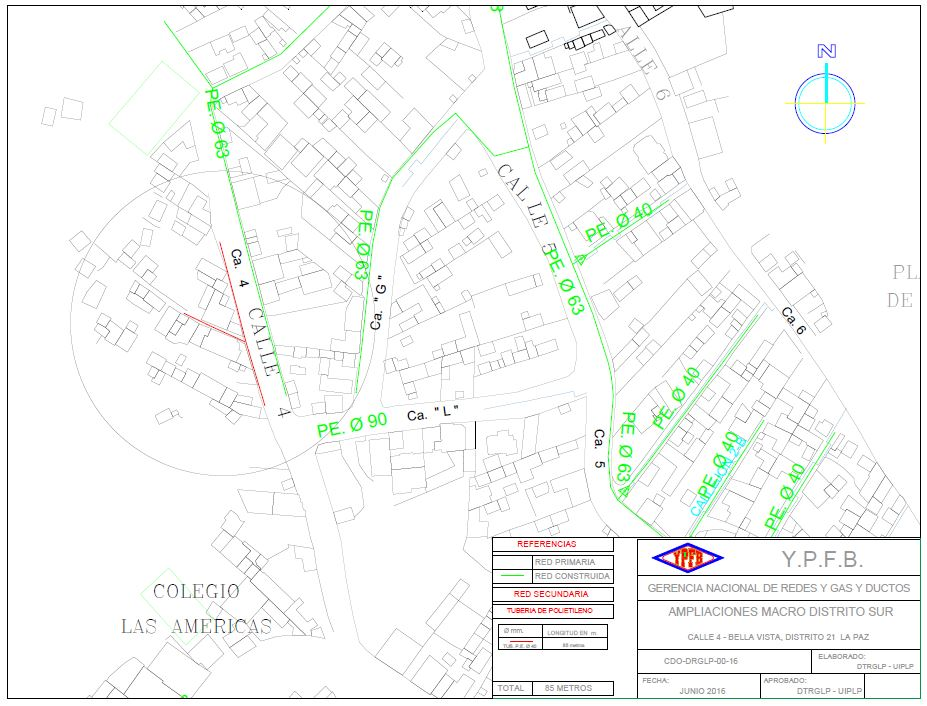 N
CALLE 6
PE. Ø 63
CALLE 5
PE. Ø 40
PE. Ø 63
Ca. 4
Ca. "G"
PE. Ø 63
PL
DE
CALLE 4
Ca. 6
PE. Ø 90
Ca. "L"
Ca. 5
PE. Ø 63
PE. Ø 40
PE. Ø 40
PE. Ø 40
COLEGIO
LAS AMERICAS
REFERENCIAS
RED PRIMARIA
RED CONSTRUIDA
RED SECUNDARIA
TUBERIA DE POLIETILENO
Ø mm. LONGITUD EN m
TUB. P.E. Ø 40
TOTAL 85 METROS
YPFB
Y.P.F.B.
GERENCIA NACIONAL DE REDES Y GAS Y DUCTOS
AMPLIACIONES MACRO DISTRITO SUR
CALLE 4 - BELLA VISTA, DISTRITO 21 LA PAZ
CDO-DRGLP-00-16
ELABORADO:
DTRGLP - UIPLP
FECHA:
JUNIO 2016
APROBADO:
DTRGLP - UIPLP